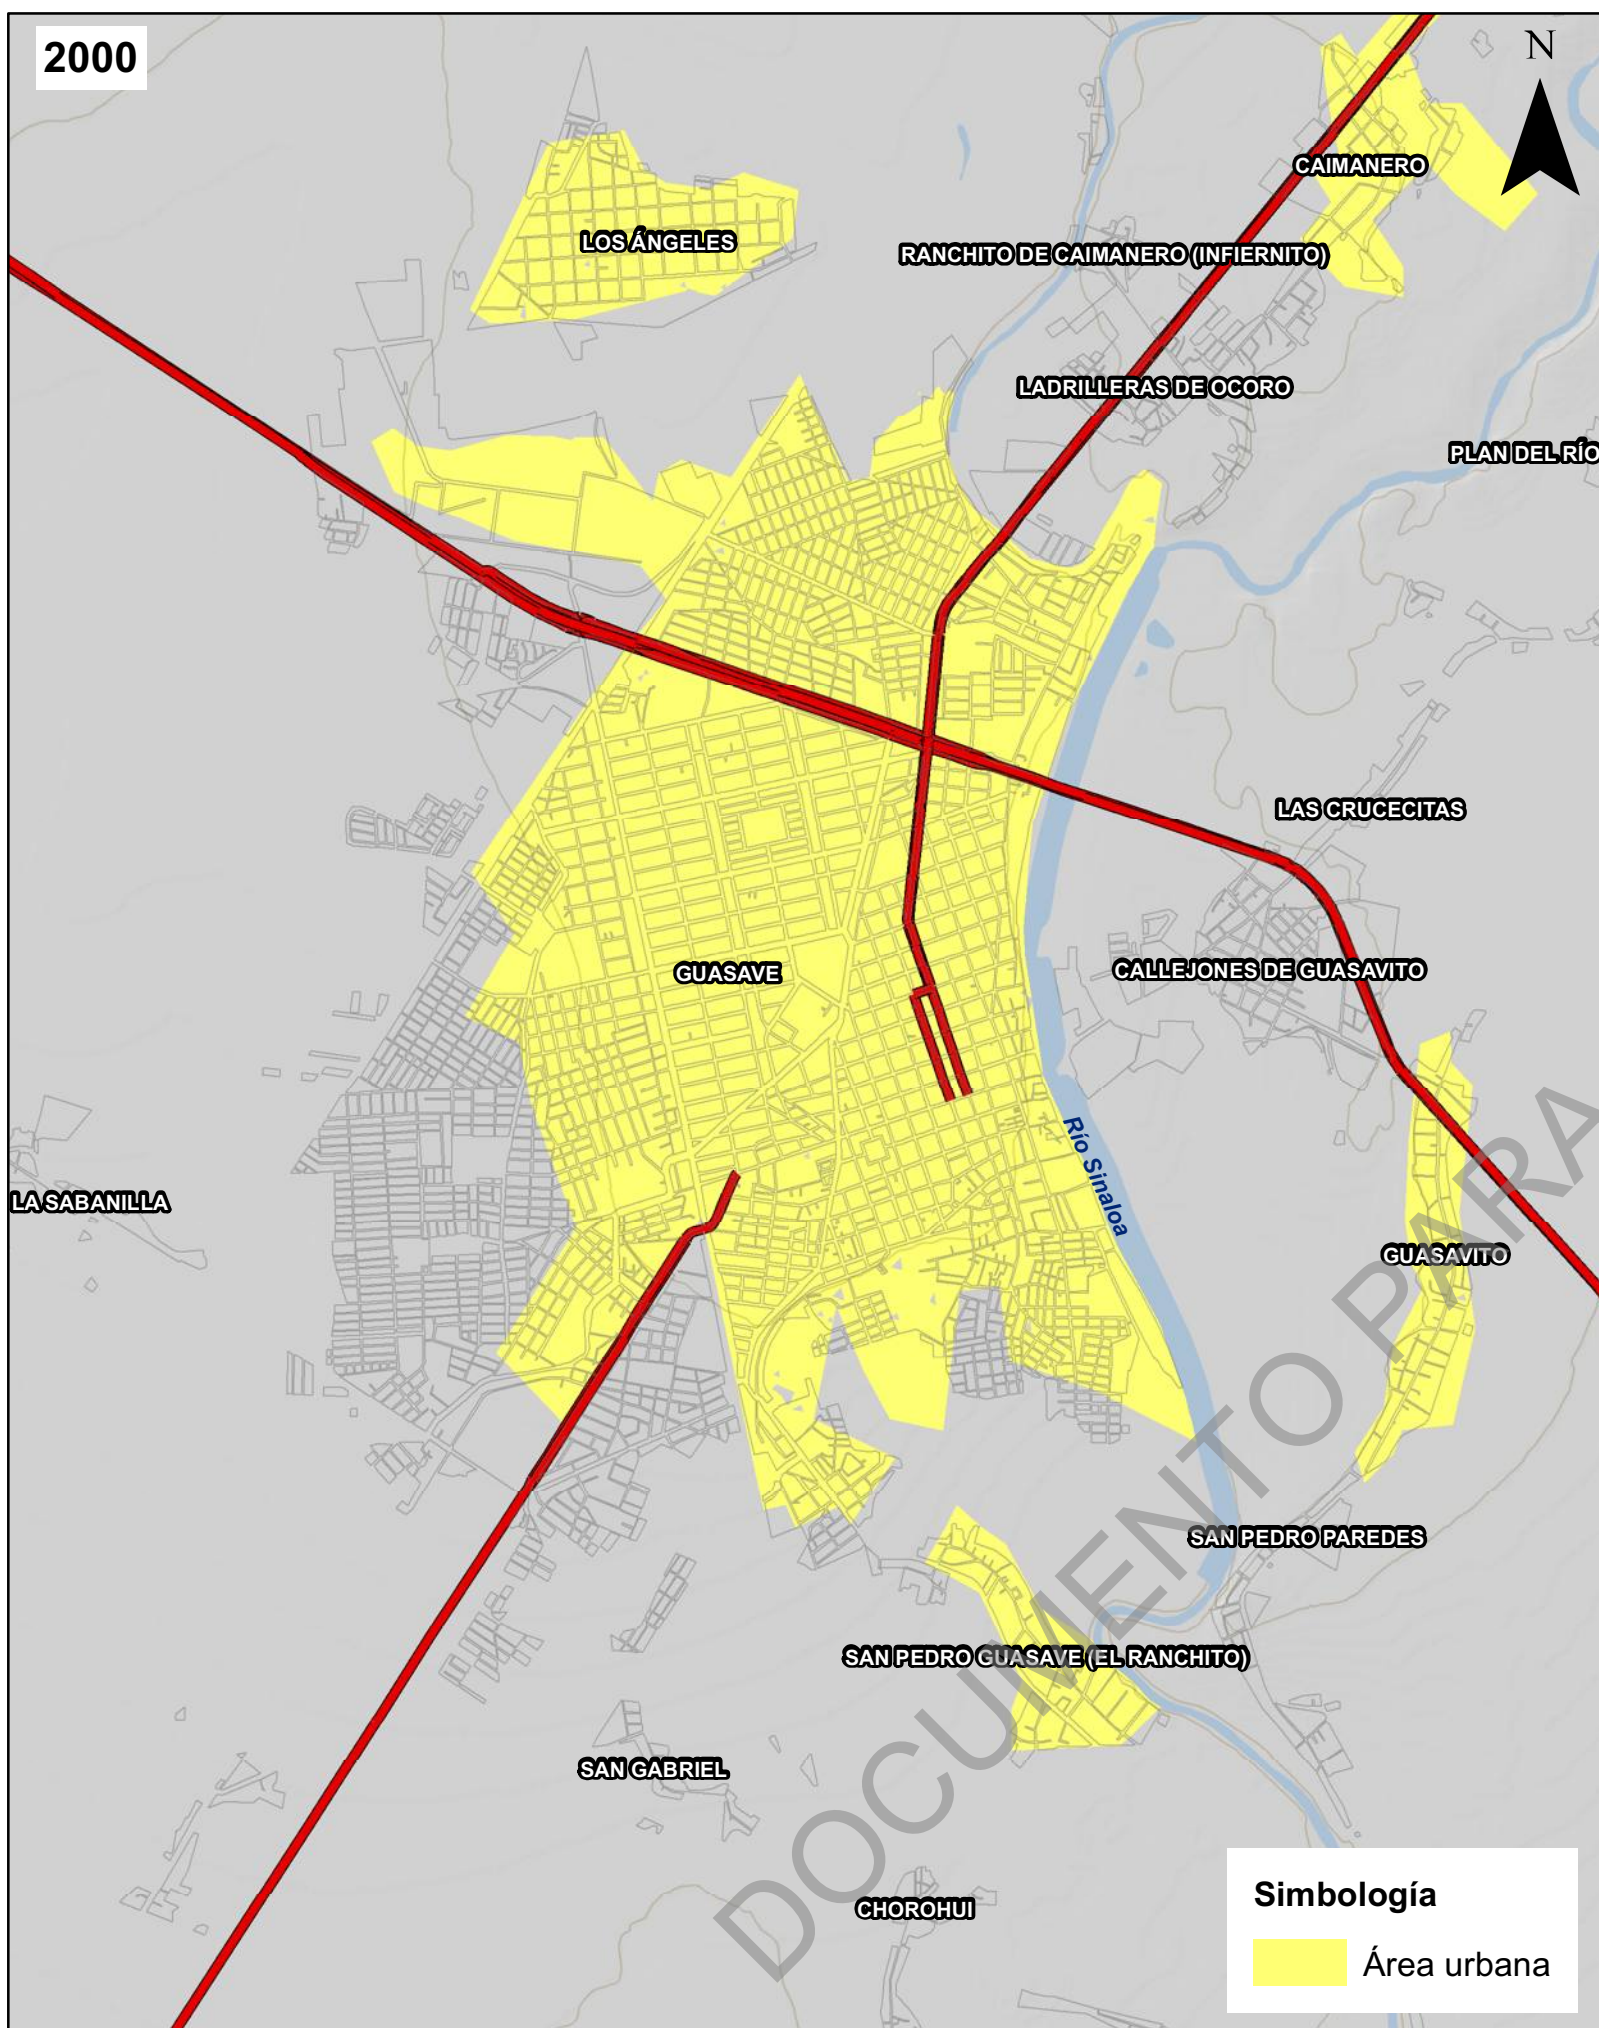 2000
N
CAIMANERO
LOS ÁNGELES
RANCHITO DE CAIMANERO (INFIERNITO)
LADRILLERAS DE OCORO
PLAN DEL RÍO
LAS CRUCECITAS
GUASAVE
CALLEJONES DE GUASAVITO
Río Sinaloa
LA SABANILLA
GUASAVITO
SAN PEDRO PAREDES
SAN PEDRO GUASAVE (EL RANCHITO)
SAN GABRIEL
CHOROHUI
DOCUMENTO PARA
Simbología
Área urbana